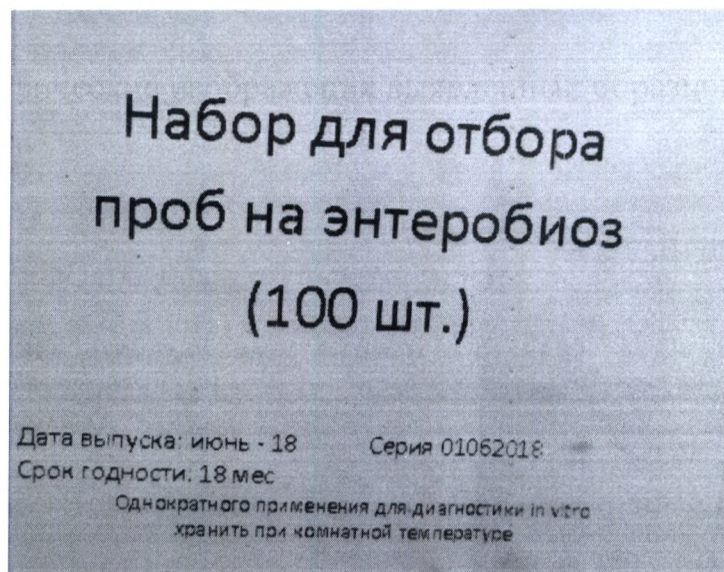 Набор для отбора
проб на энтеробиоз
(100 шт.)
Дата выпуска: июнь - 18 Серия 01062018
Срок годности: 18 мес
Однократного применения для диагностики in vitro
хранить при комнатной температуре